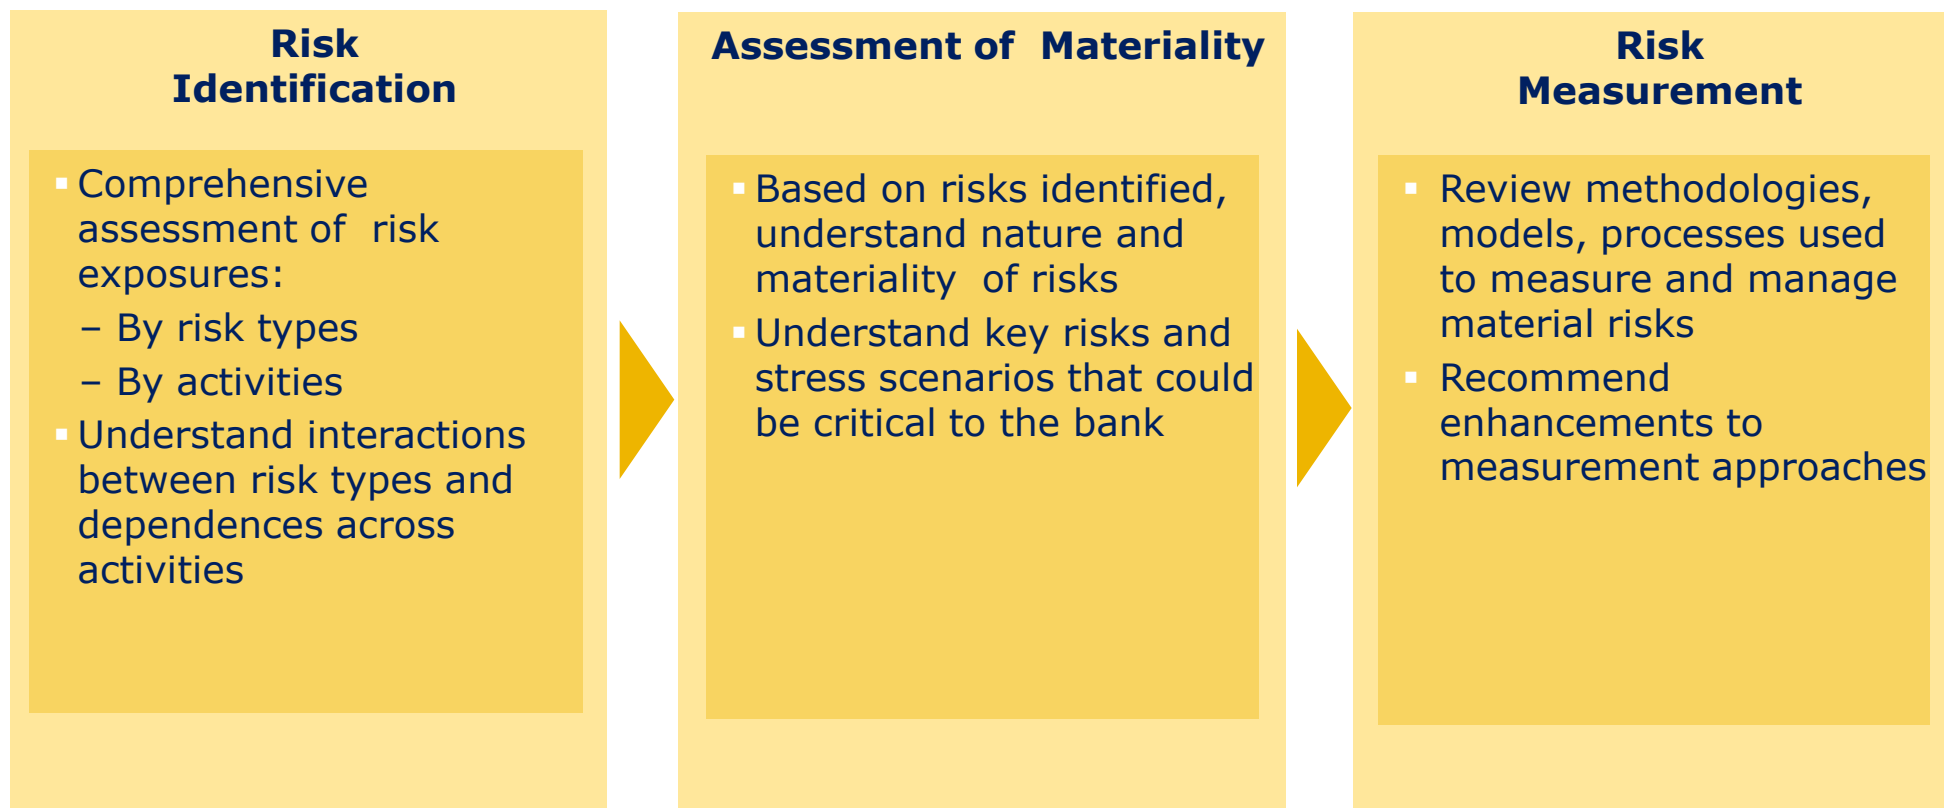 Risk
Identification
▪ Comprehensive
assessment of  risk
exposures:
– By risk types
– By activities
▪ Understand interactions
between risk types and
dependences across
activities
Assessment of  Materiality
▪ Based on risks identified,
understand nature and
materiality  of risks
▪ Understand key risks and
stress scenarios that could
be critical to the bank
Risk
Measurement
▪ Review methodologies,
models, processes used
to measure and manage
material risks
▪ Recommend
enhancements to
measurement approaches